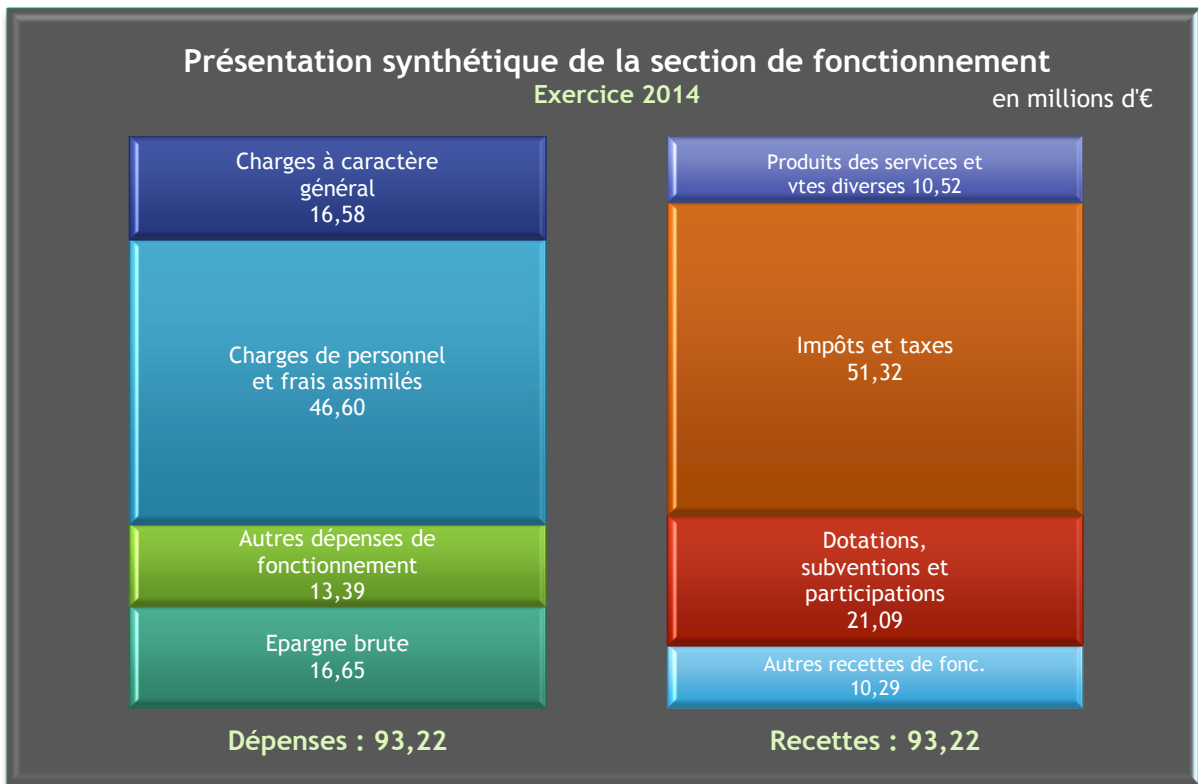 Présentation synthétique de la section de fonctionnement
Exercice 2014
en millions d'€
Charges à caractère
général
16,58
Charges de personnel
et frais assimilés
46,60
Autres dépenses de
fonctionnement
13,39
Epargne brute
16,65
Dépenses : 93,22
Produits des services et
vtes diverses 10,52
Impôts et taxes
51,32
Dotations,
subventions et
participations
21,09
Autres recettes de fonc.
10,29
Recettes : 93,22